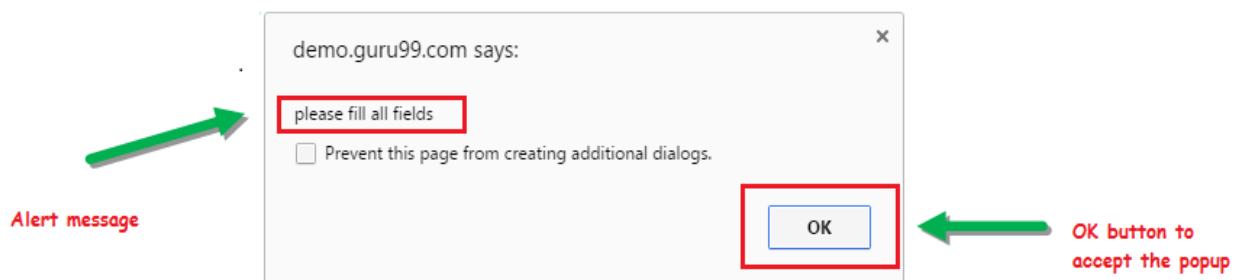 demo.guru99.com says:
please fill all fields
Prevent this page from creating additional dialogs.
OK
Alert message
OK button to
accept the popup